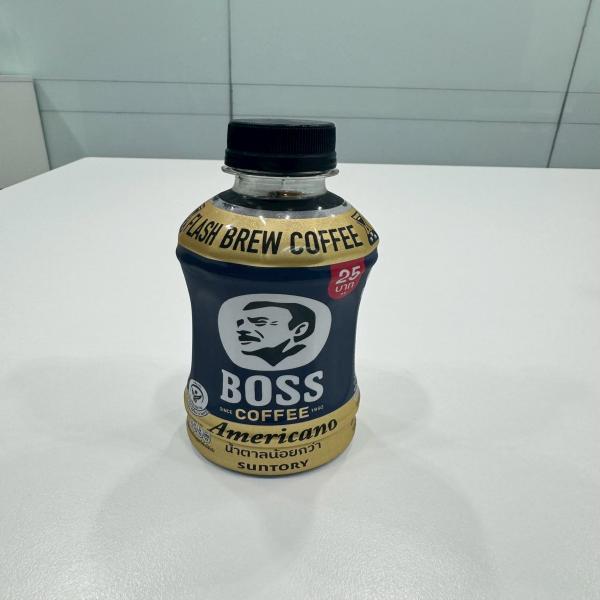 FLASH BREW COFFEE
25
บาท
BOSS
SINCE COFFEE 1992
Americano
น้ำตาลน้อยกว่า
SUNTORY